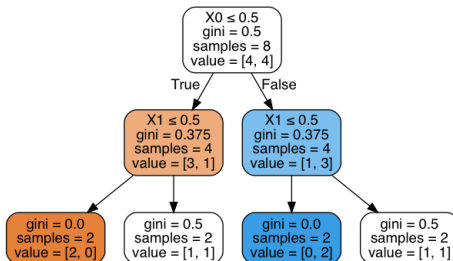 X0 ≤ 0.5
gini = 0.5
samples = 8
value = [4, 4]
True
False
X1 ≤ 0.5
gini = 0.375
samples = 4
value = [3, 1]
X1 ≤ 0.5
gini = 0.375
samples = 4
value = [1, 3]
gini = 0.0
samples = 2
value = [2, 0]
gini = 0.5
samples = 2
value = [1, 1]
gini = 0.0
samples = 2
value = [0, 2]
gini = 0.5
samples = 2
value = [1, 1]